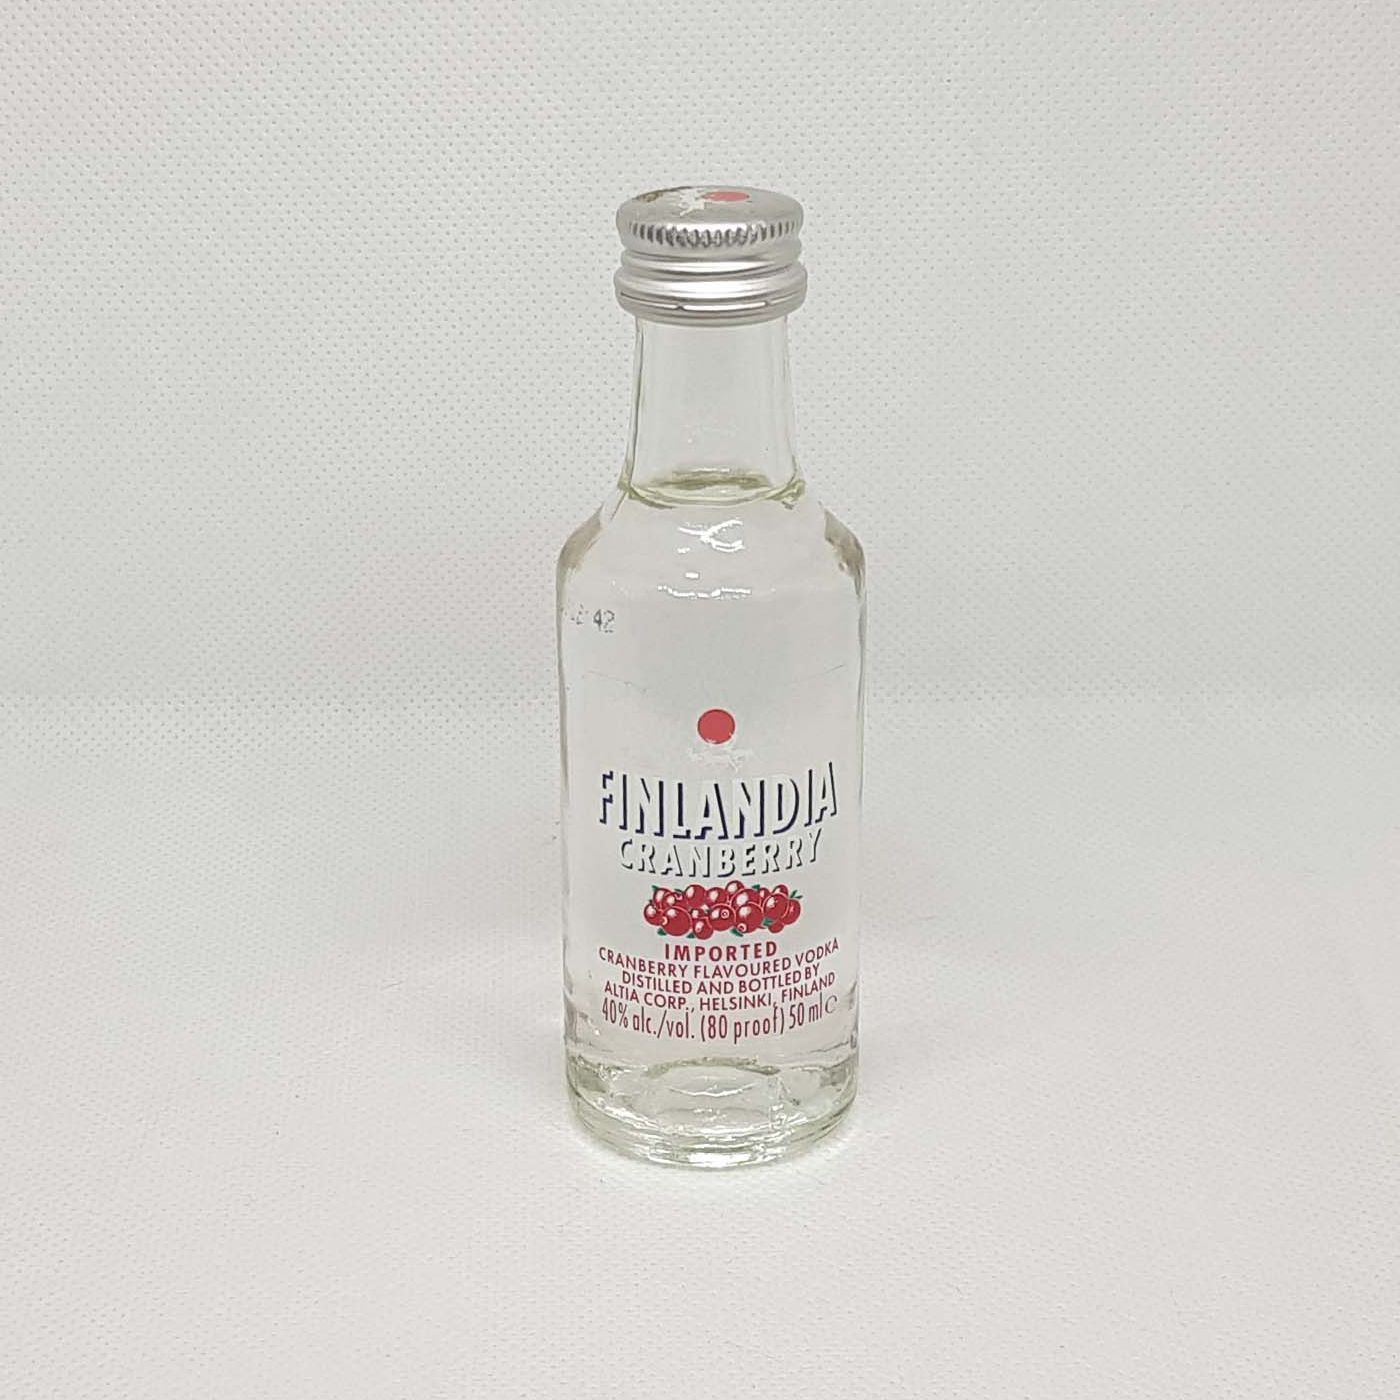 42
FINLANDIA
CRANBERRY
IMPORTED
CRANBERRY FLAVOURED VODKA
DISTILLED AND BOTTLED BY
ALTIA CORP., HELSINKI, FINLAND
40% alc./vol. (80 proof) 50 ml ℮